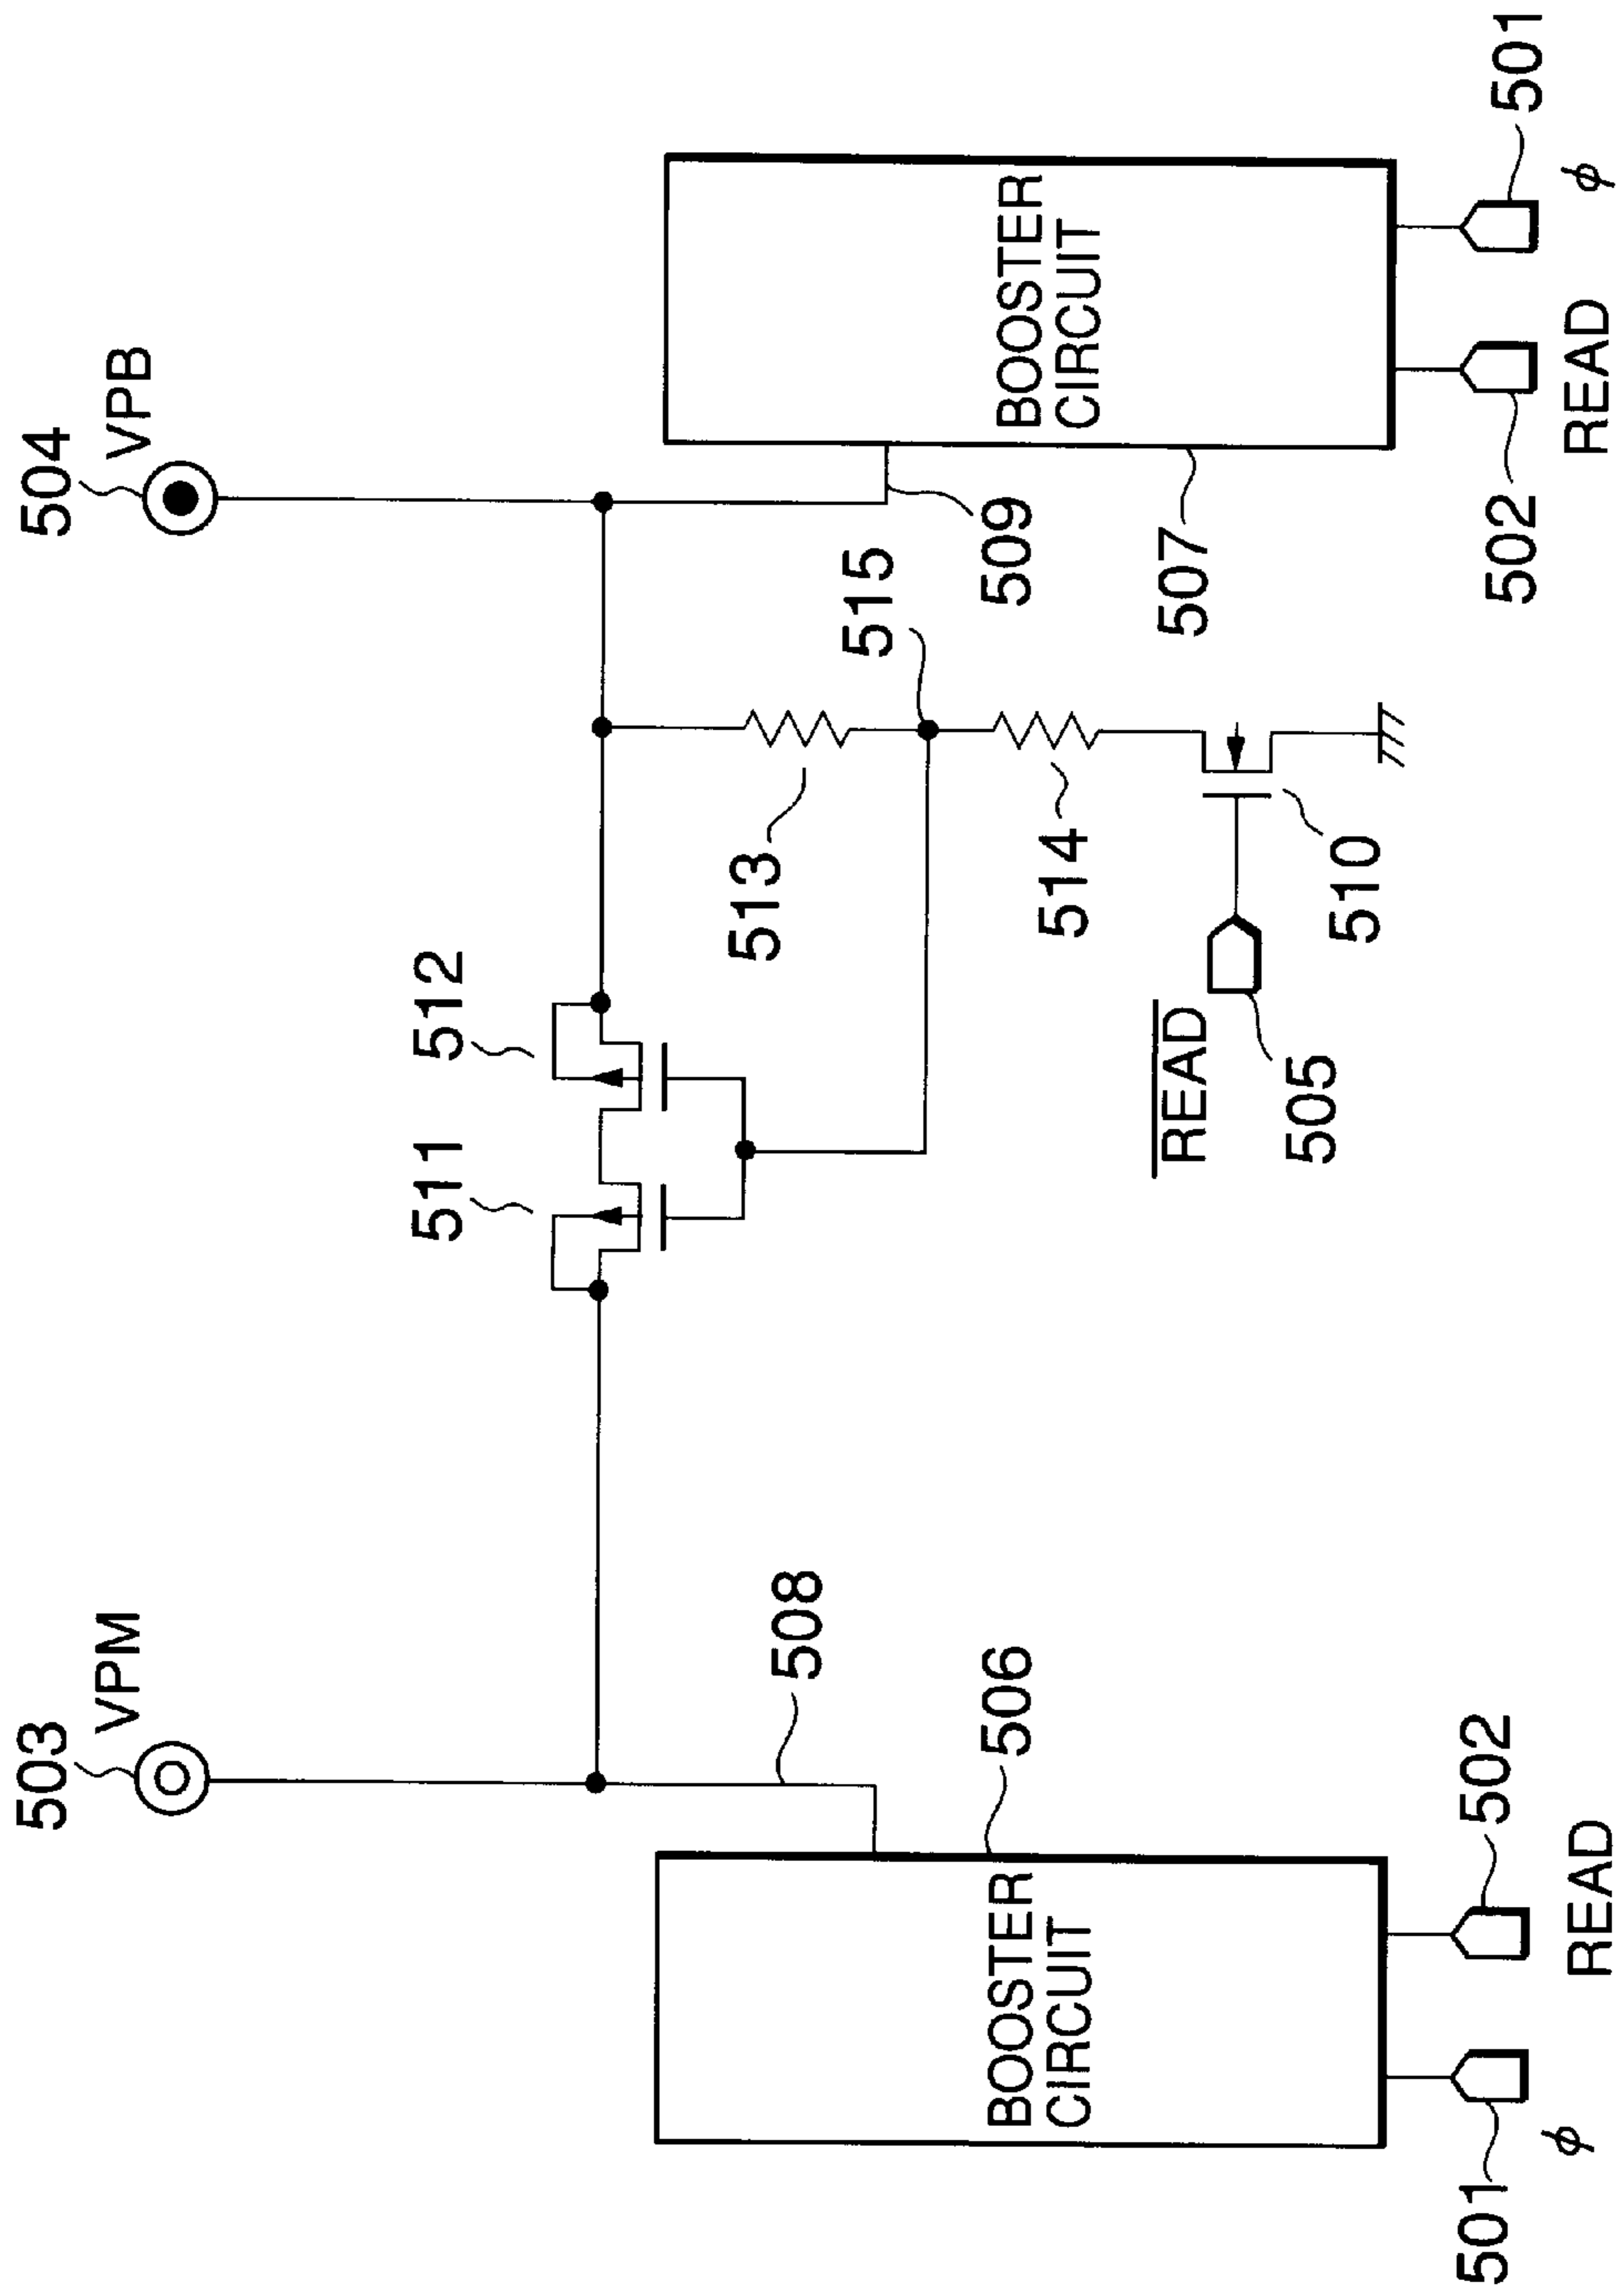 503
VPM
504
VPB
511
512
508
513
515
509
BOOSTER
CIRCUIT
506
514
BOOSTER
CIRCUIT
507
READ
505
510
501
502
502
501
φ
READ
READ
φ